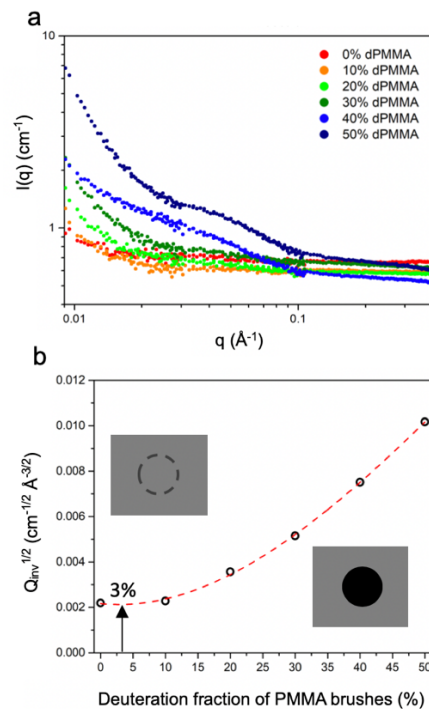 a
I(q) (cm⁻¹)
10
1
0% dPMMA
10% dPMMA
20% dPMMA
30% dPMMA
40% dPMMA
50% dPMMA
0.01 0.1
q (Å⁻¹)
b
Qinv^1/2 (cm^-1/2 Å^-3/2)
0.012
0.010
0.008
0.006
0.004
0.002
0.000
3%
0 5 10 15 20 25 30 35 40 45 50
Deuteration fraction of PMMA brushes (%)